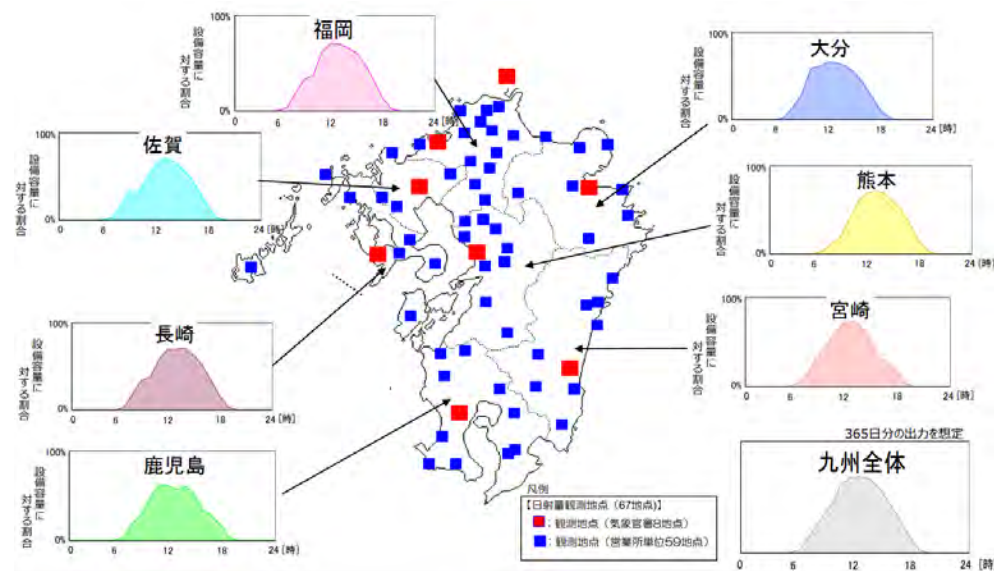 福岡
設備容量に
対する割合
100%
0%
0
6
12
18
24 [時]
大分
設備容量に
対する割合
100%
0%
0
6
12
18
24 [時]
佐賀
設備容量に
対する割合
100%
0%
0
6
12
18
24 [時]
熊本
設備容量に
対する割合
100%
0%
0
6
12
18
24 [時]
長崎
設備容量に
対する割合
100%
0%
0
6
12
18
24 [時]
宮崎
設備容量に
対する割合
100%
0%
0
6
12
18
24 [時]
鹿児島
設備容量に
対する割合
100%
0%
0
6
12
18
24 [時]
365日分の出力を想定
九州全体
設備容量に
対する割合
100%
0%
0
6
12
18
24 [時]
凡例
【日射量観測地点（67地点)】
：観測地点（気象官署8地点）
：観測地点（営業所単位59地点）